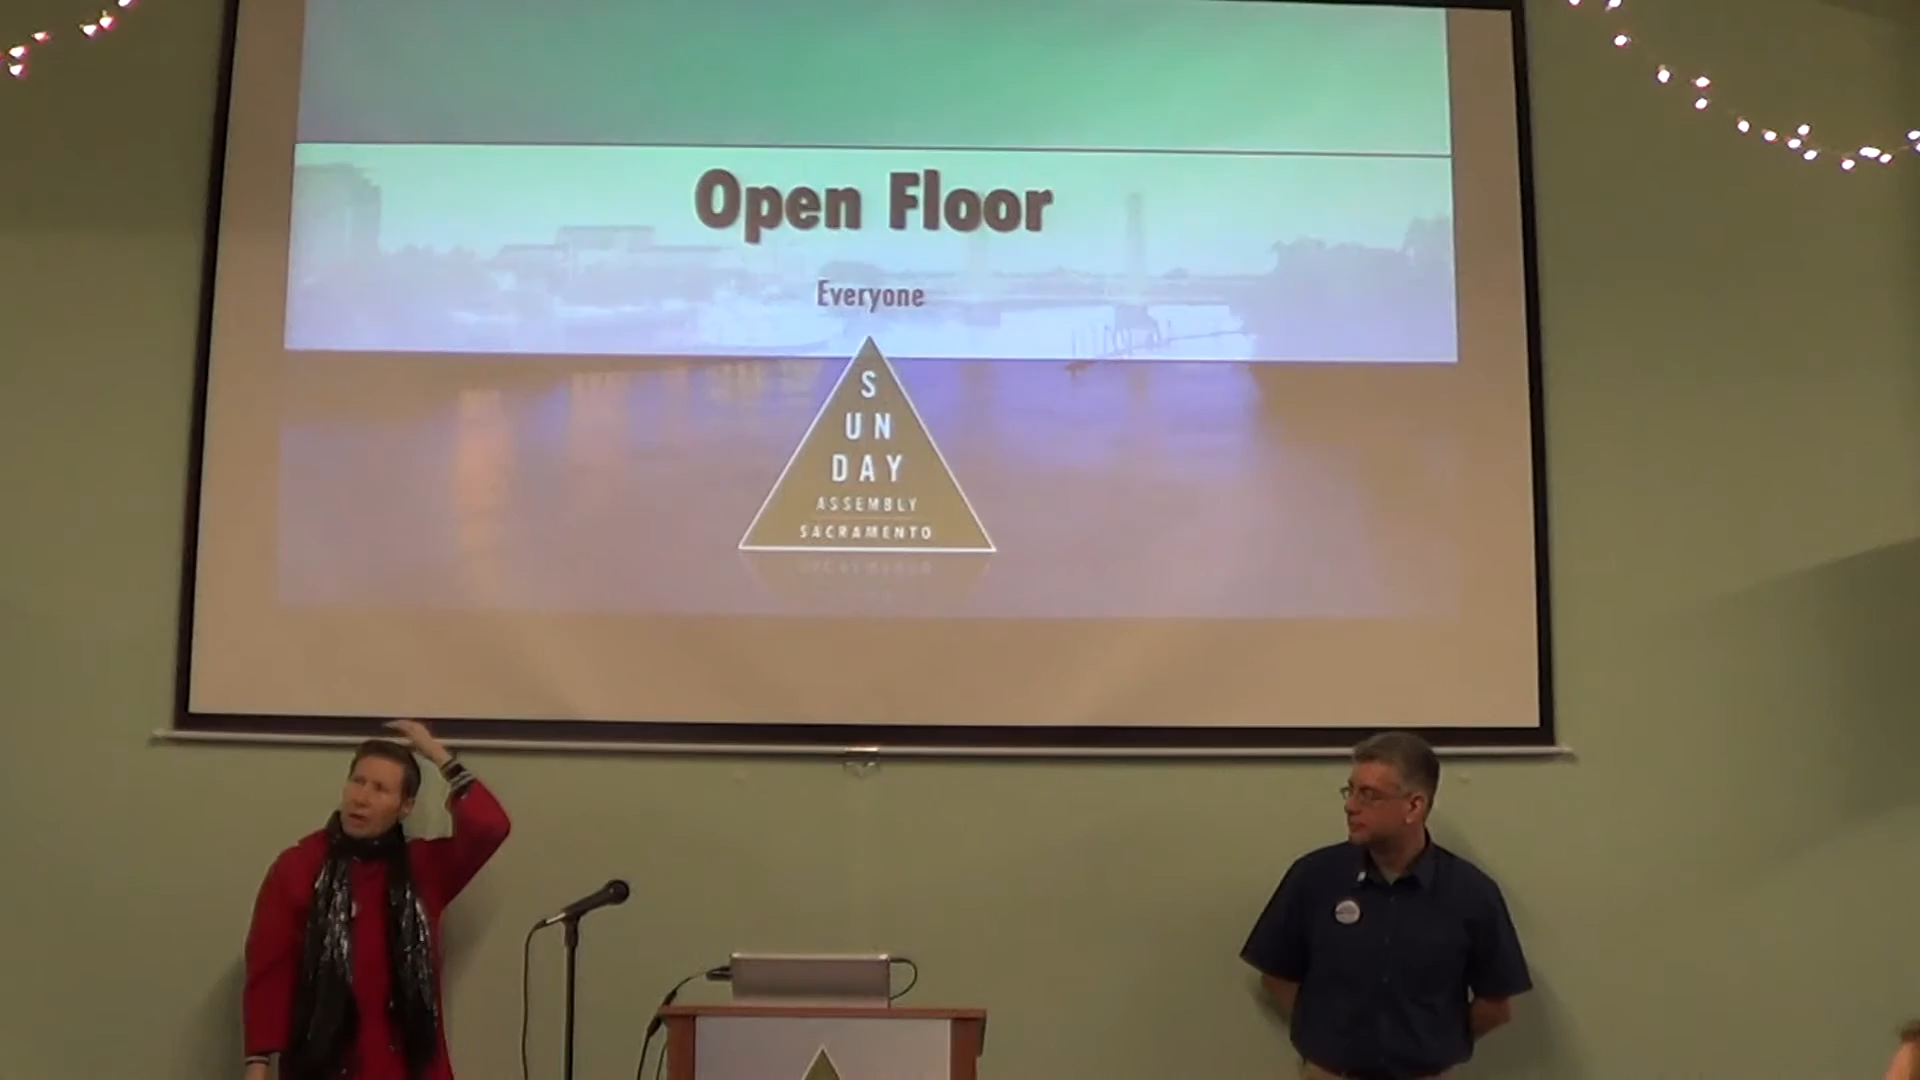 Open Floor
Everyone
S
UN
DAY
ASSEMBLY
SACRAMENTO